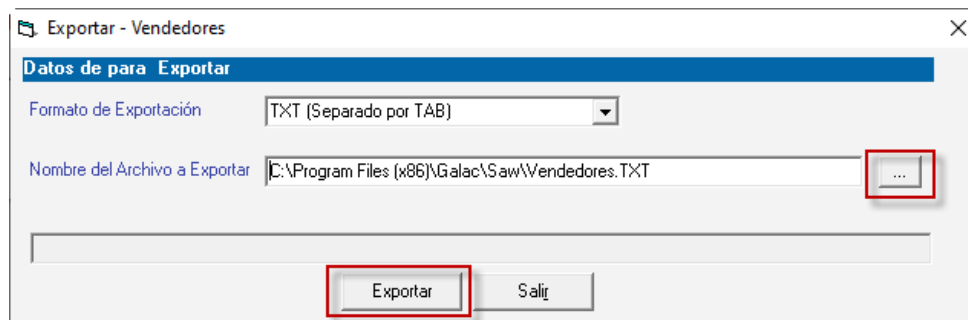 Exportar - Vendedores
Datos de para Exportar
Formato de Exportación TXT (Separado por TAB)
Nombre del Archivo a Exportar C:\Program Files (x86)\Galac\Saw\Vendedores.TXT ...
Exportar Salir